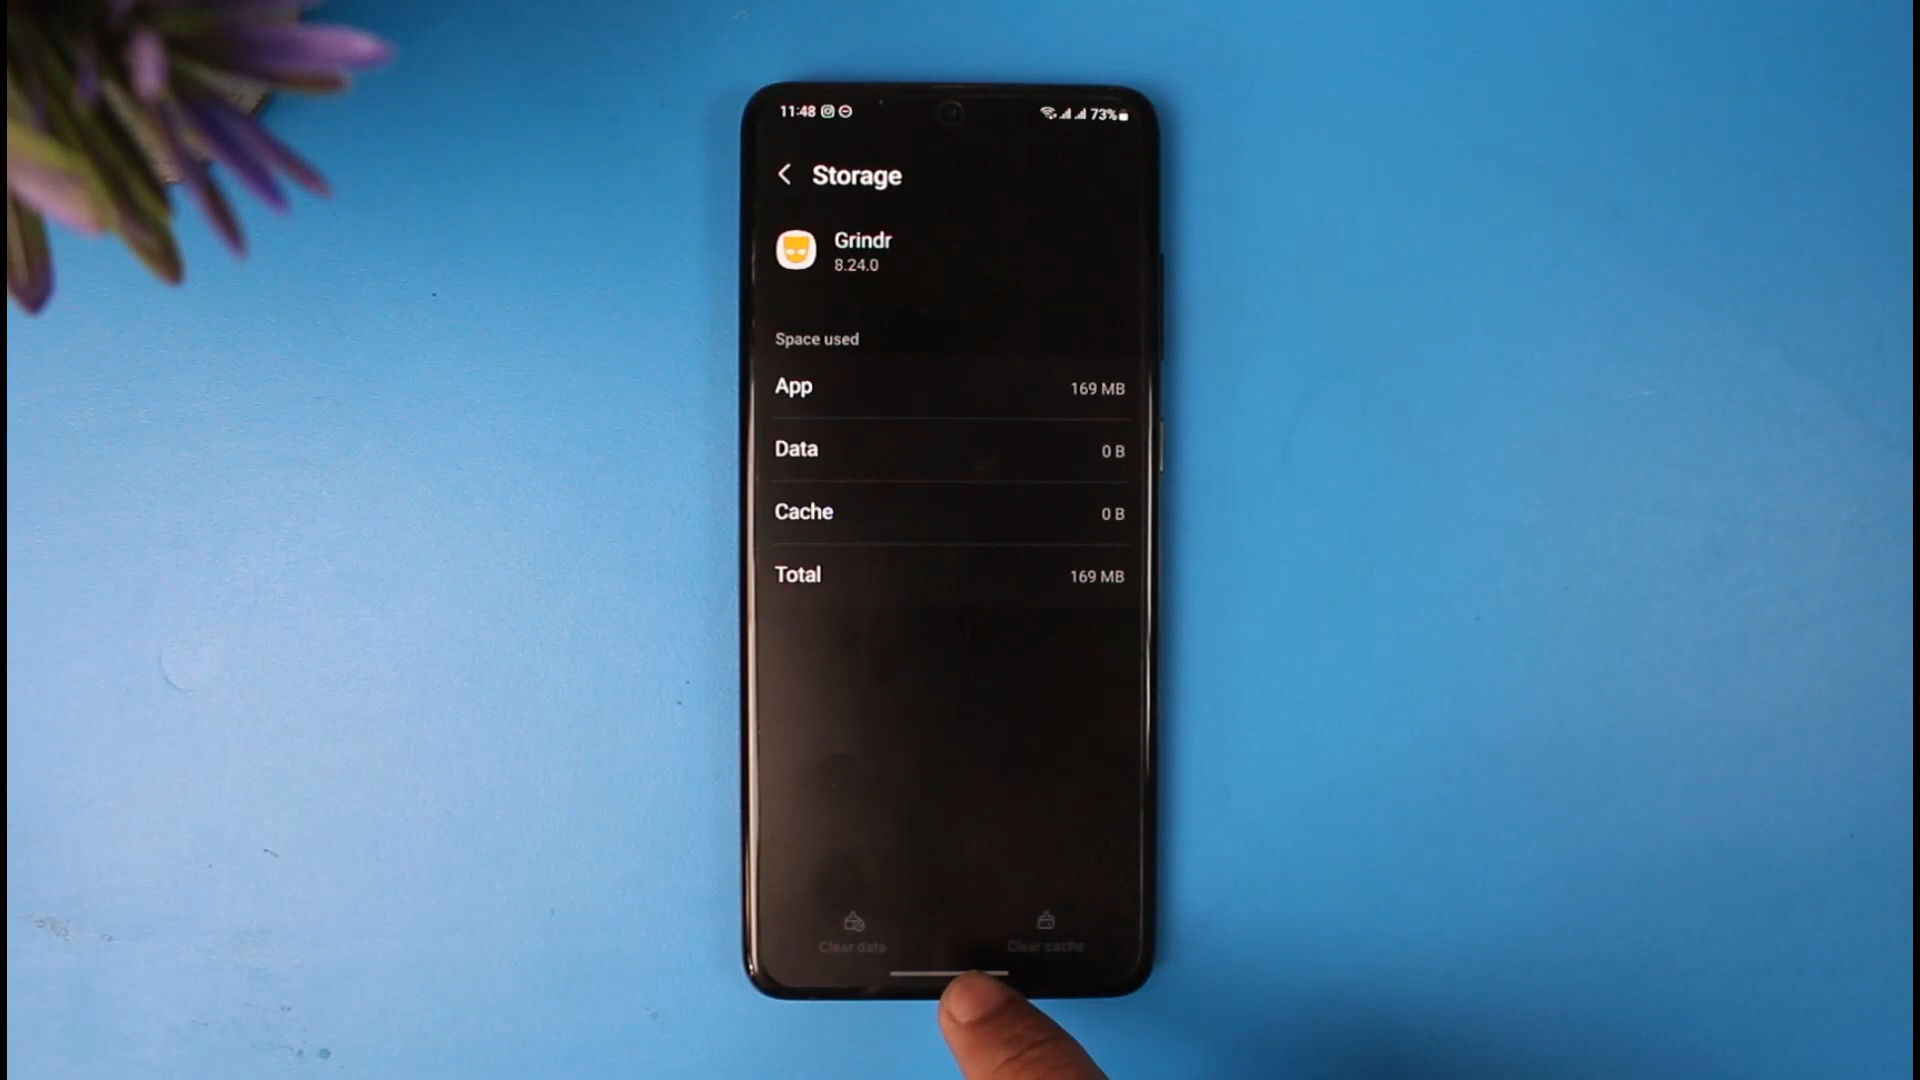 11:48 73%
Storage
Grindr
8.24.0
Space used
App 169 MB
Data 0 B
Cache 0 B
Total 169 MB
Clear data Clear cache